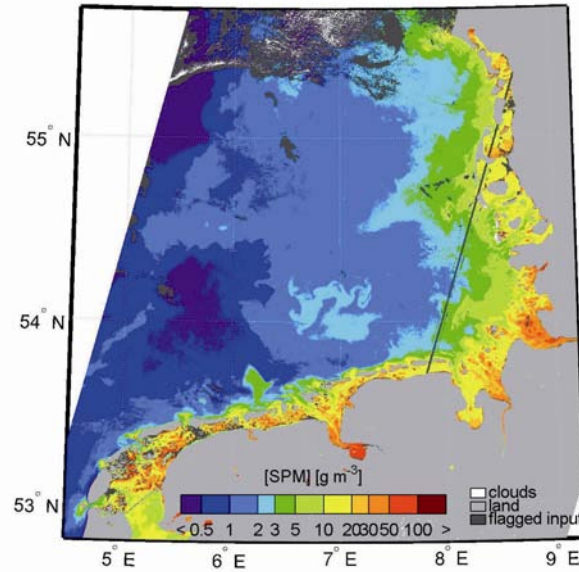 55° N
54° N
53° N
[SPM] [g m⁻³]
< 0.5 1 2 3 5 10 20 30 50 100 >
clouds
land
flagged input
5° E 6° E 7° E 8° E 9° E